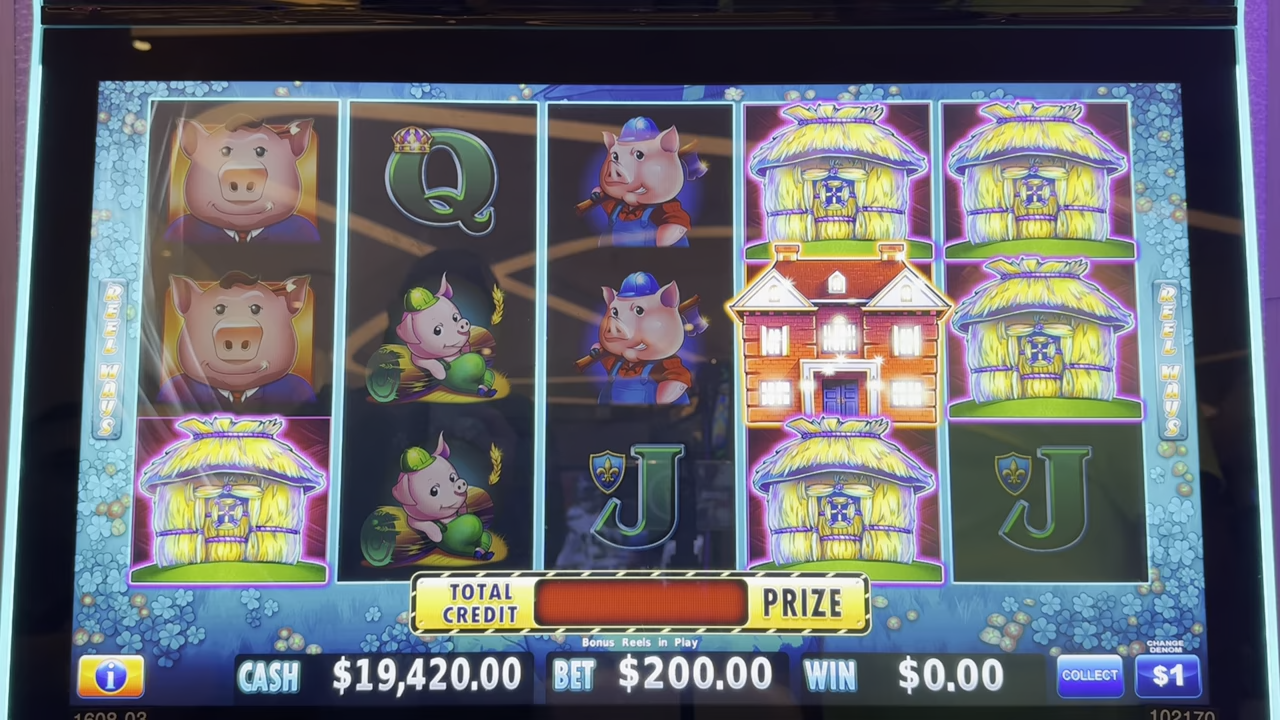 Q
REEL WAYS
REEL WAYS
J
J
TOTAL
CREDIT
PRIZE
Bonus Reels in Play
i
CASH $19,420.00
BET $200.00
WIN $0.00
COLLECT
CHANGE
DENOM
$1